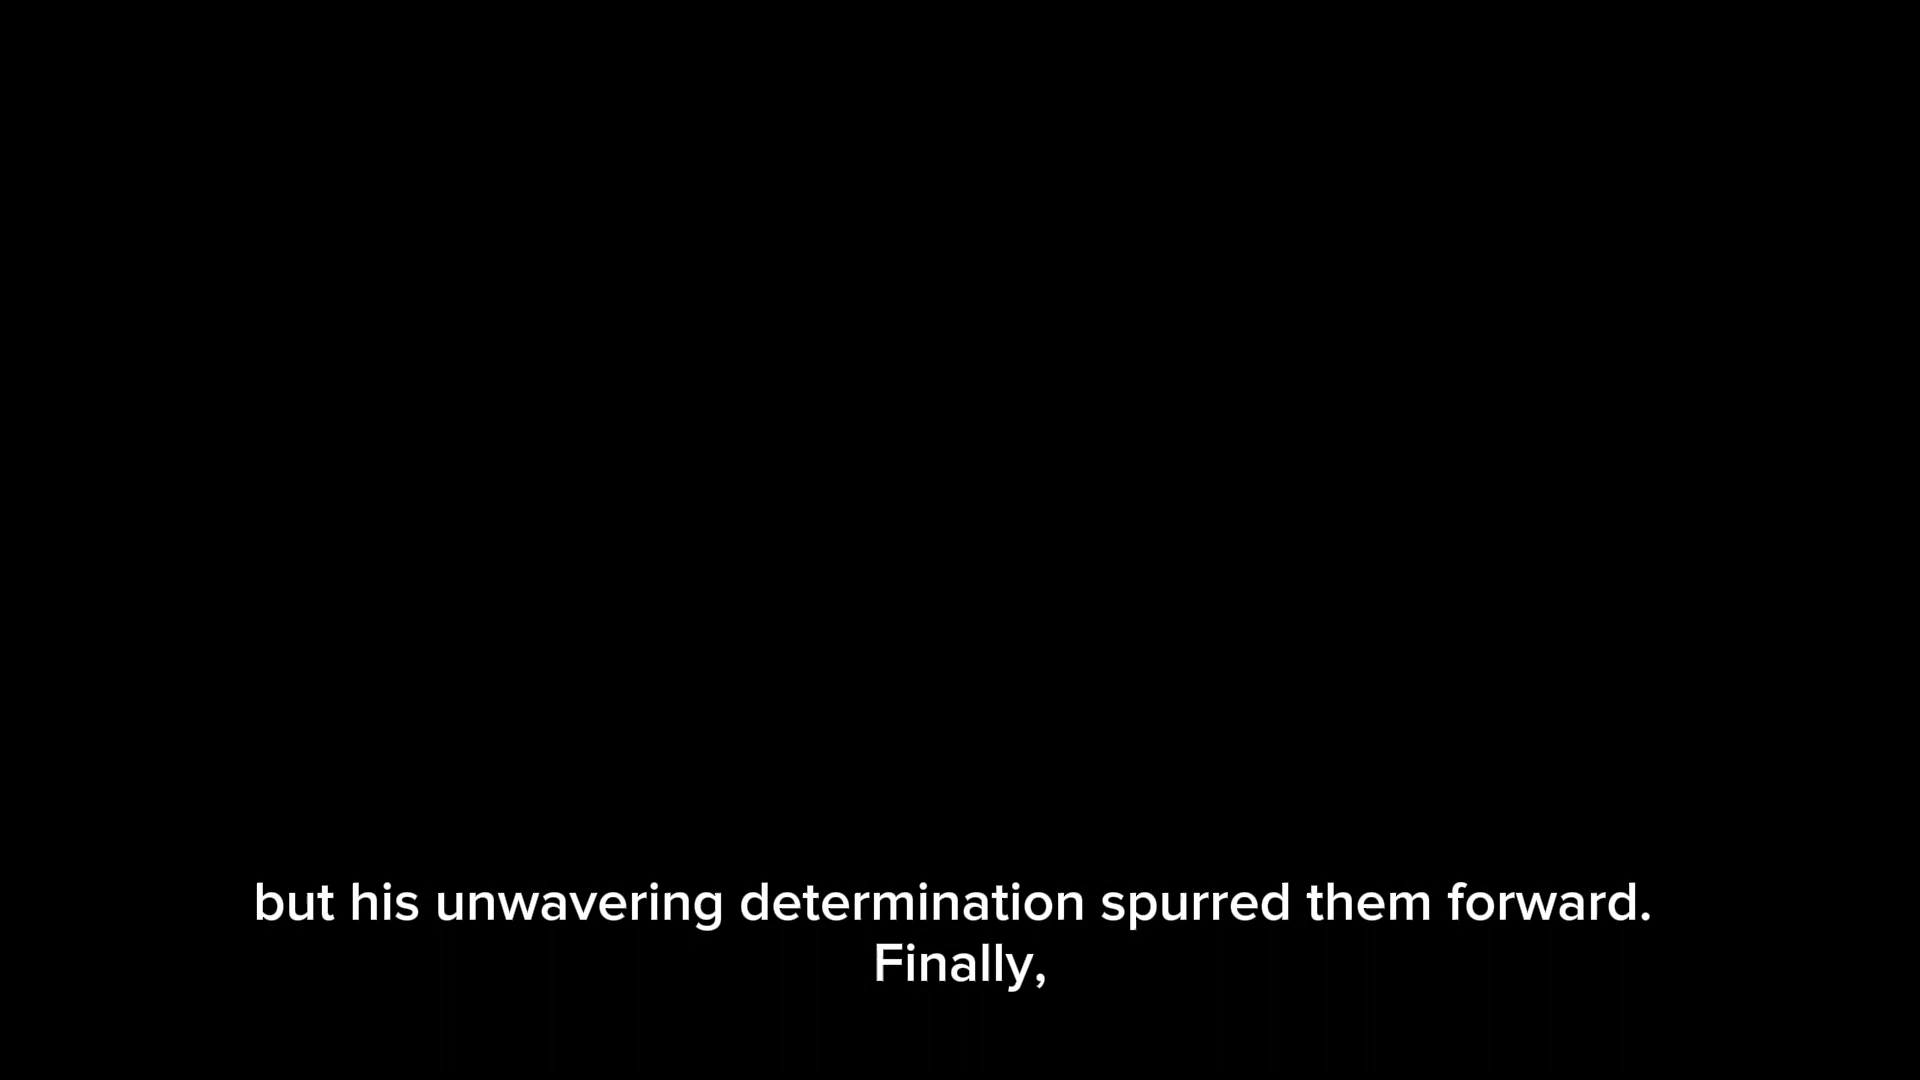 but his unwavering determination spurred them forward.
Finally,